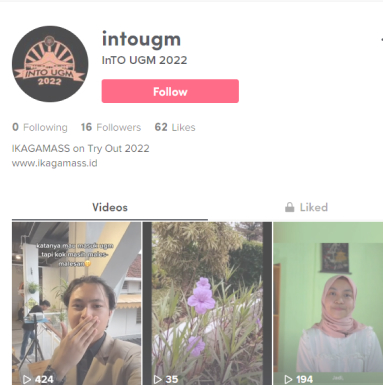 INTO UGM
2022
intougm
InTO UGM 2022
Follow
0 Following 16 Followers 62 Likes
IKAGAMASS on Try Out 2022
www.ikagamass.id
Videos Liked
katanya mau masuk ugm
tapi kok masih males-
malesan
424 35 194